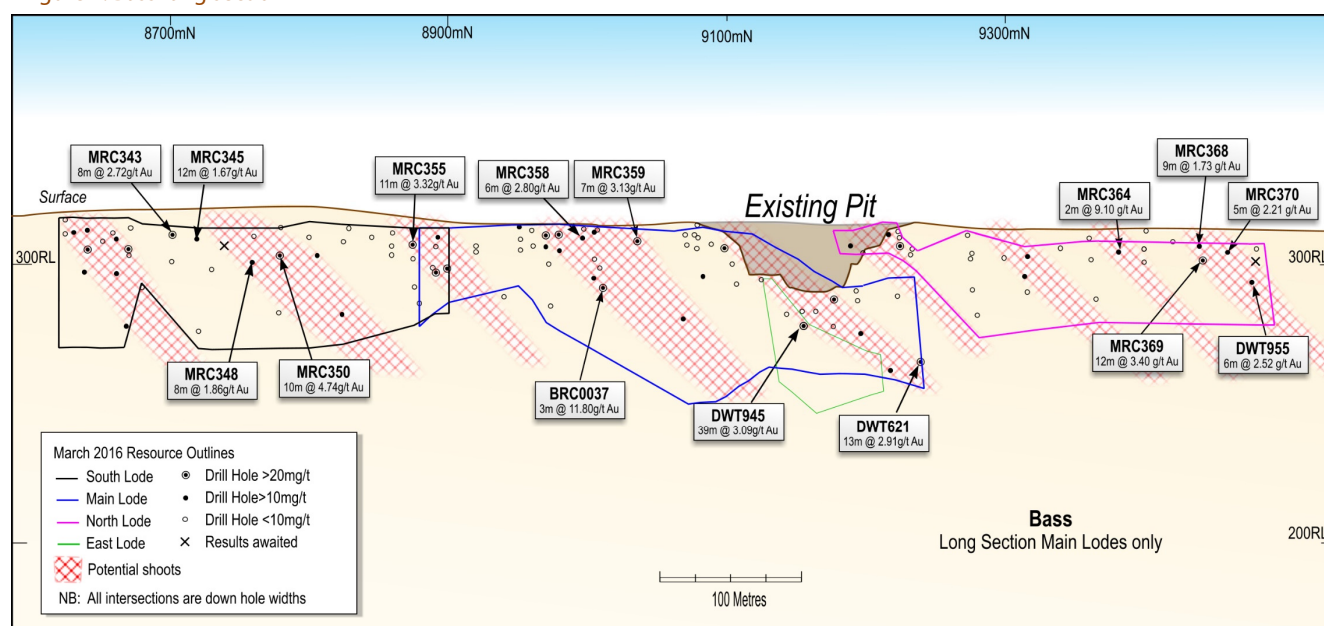 8700mN
8900mN
9100mN
9300mN
MRC343
8m @ 2.72g/t Au
MRC345
12m @ 1.67g/t Au
MRC355
11m @ 3.32g/t Au
MRC358
6m @ 2.80g/t Au
MRC359
7m @ 3.13g/t Au
MRC368
9m @ 1.73 g/t Au
MRC364
2m @ 9.10 g/t Au
MRC370
5m @ 2.21 g/t Au
Surface
Existing Pit
300RL
300RL
MRC348
8m @ 1.86g/t Au
MRC350
10m @ 4.74g/t Au
BRC0037
3m @ 11.80g/t Au
DWT945
39m @ 3.09g/t Au
DWT621
13m @ 2.91g/t Au
MRC369
12m @ 3.40 g/t Au
DWT955
6m @ 2.52 g/t Au
March 2016 Resource Outlines
South Lode
Drill Hole >20mg/t
Main Lode
Drill Hole>10mg/t
North Lode
Drill Hole <10mg/t
East Lode
Results awaited
Potential shoots
NB: All intersections are down hole widths
Bass
Long Section Main Lodes only
200RL
100 Metres